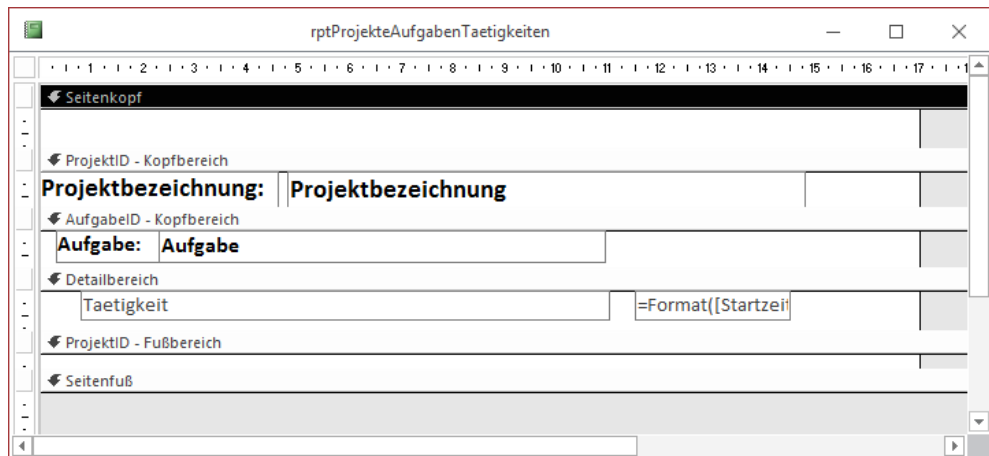 rptProjekteAufgabenTaetigkeiten
1 2 3 4 5 6 7 8 9 10 11 12 13 14 15 16 17 1
Seitenkopf
ProjektID - Kopfbereich
Projektbezeichnung: Projektbezeichnung
AufgabeID - Kopfbereich
Aufgabe: Aufgabe
Detailbereich
Taetigkeit =Format([Startzeit
ProjektID - Fußbereich
Seitenfuß